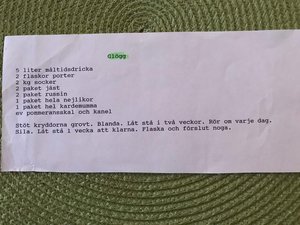 Glögg
5 liter måltidsdricka
2 flaskor porter
2 kg socker
2 paket jäst
2 paket russin
1 paket hela nejlikor
1 paket hel kardemumma
ev pommeransskal och kanel
Stöt kryddorna grovt. Blanda. Låt stå i två veckor. Rör om varje dag.
Sila. Låt stå 1 vecka att klarna. Flaska och förslut noga.